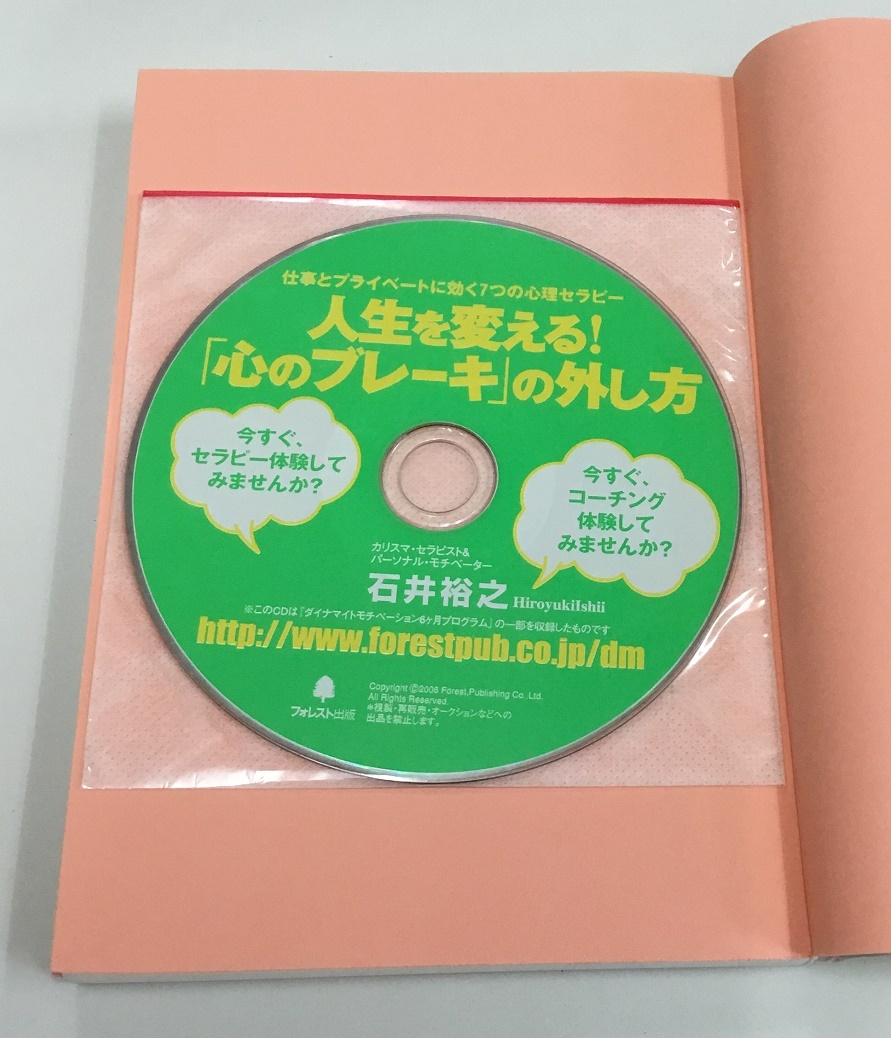 仕事とプライベートに効く7つの心理セラピー
人生を変える!
「心のブレーキ」の外し方
今すぐ、
セラピー体験して
みませんか?
今すぐ、
コーチング
体験して
みませんか?
カリスマ・セラピスト&
パーソナル・モチベーター
石井裕之 HiroyukiIshii
※このCDは『ダイナマイトモチベーション6ヶ月プログラム』の一部を収録したものです
http://www.forestpub.co.jp/dm
フォレスト出版
Copyright ©2006 Forest,Publishing Co.,Ltd.
All Rights Reserved.
*複製・再販売・オークションなどへの
出品を禁止します。